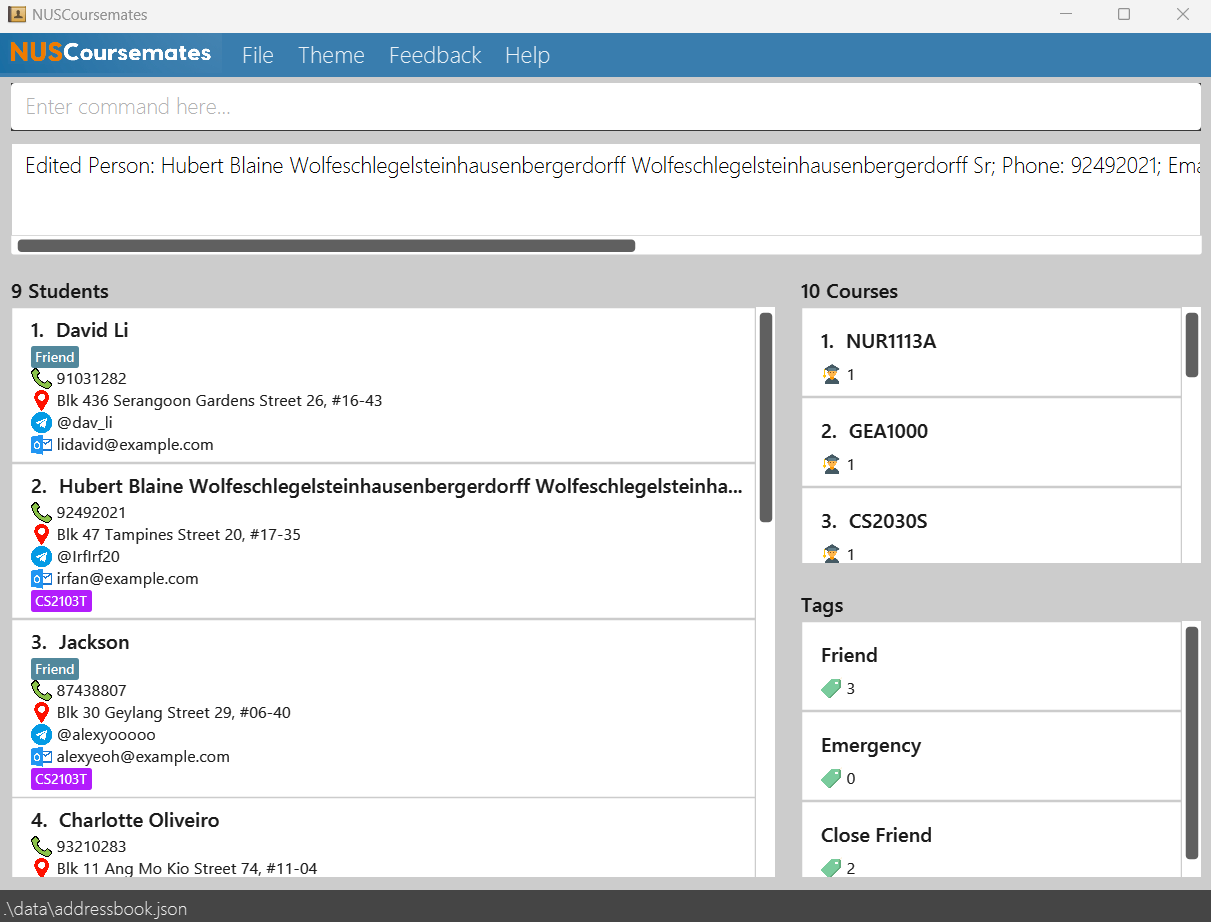 NUSCoursemates
NUSCoursemates File Theme Feedback Help
Enter command here...
Edited Person: Hubert Blaine Wolfeschlegelsteinhausenbergerdorff Wolfeschlegelsteinhausenbergerdorff Sr; Phone: 92492021; Ema
9 Students
1. David Li
Friend
91031282
Blk 436 Serangoon Gardens Street 26, #16-43
@dav_li
lidavid@example.com
2. Hubert Blaine Wolfeschlegelsteinhausenbergerdorff Wolfeschlegelsteinha...
92492021
Blk 47 Tampines Street 20, #17-35
@IrfIrf20
irfan@example.com
CS2103T
3. Jackson
Friend
87438807
Blk 30 Geylang Street 29, #06-40
@alexyooooo
alexyeoh@example.com
CS2103T
4. Charlotte Oliveiro
93210283
Blk 11 Ang Mo Kio Street 74, #11-04
10 Courses
1. NUR1113A
1
2. GEA1000
1
3. CS2030S
1
Tags
Friend
3
Emergency
0
Close Friend
2
.\data\addressbook.json